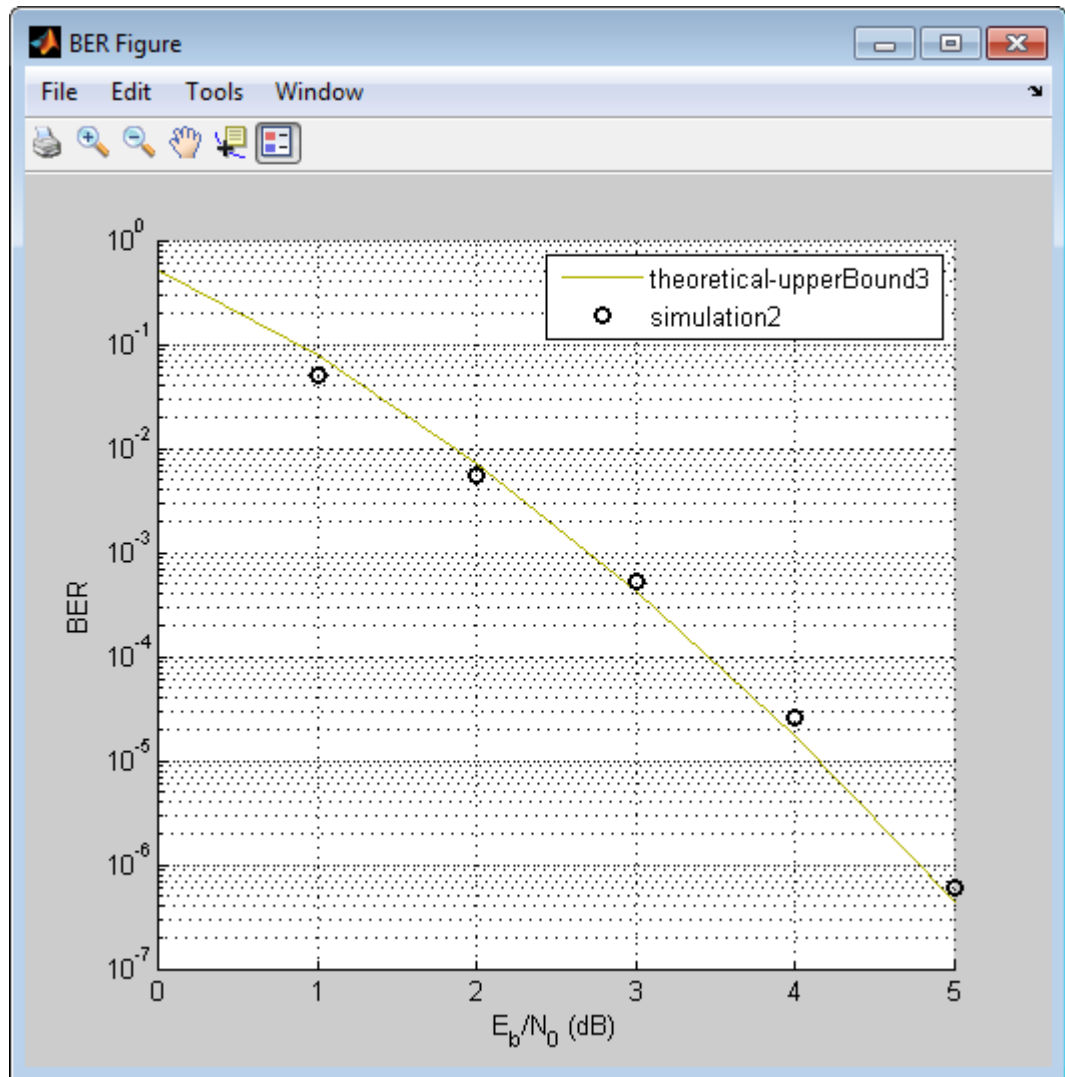 BER Figure
File Edit Tools Window
10^0
10^-1
10^-2
10^-3
10^-4
10^-5
10^-6
10^-7
BER
theoretical-upperBound3
simulation2
0 1 2 3 4 5
E_b/N_0 (dB)